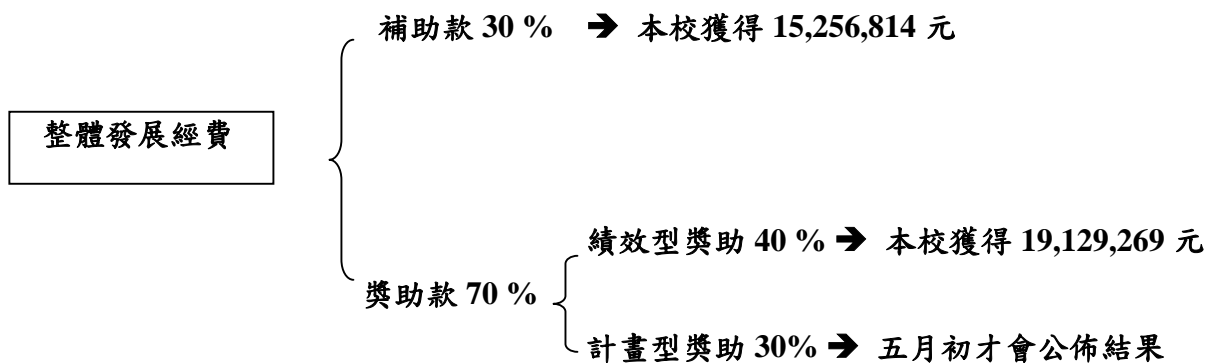 補助款 30 % ➔ 本校獲得 15,256,814 元
整體發展經費
績效型獎助 40 % ➔ 本校獲得 19,129,269 元
獎助款 70 %
計畫型獎助 30% ➔ 五月初才會公佈結果